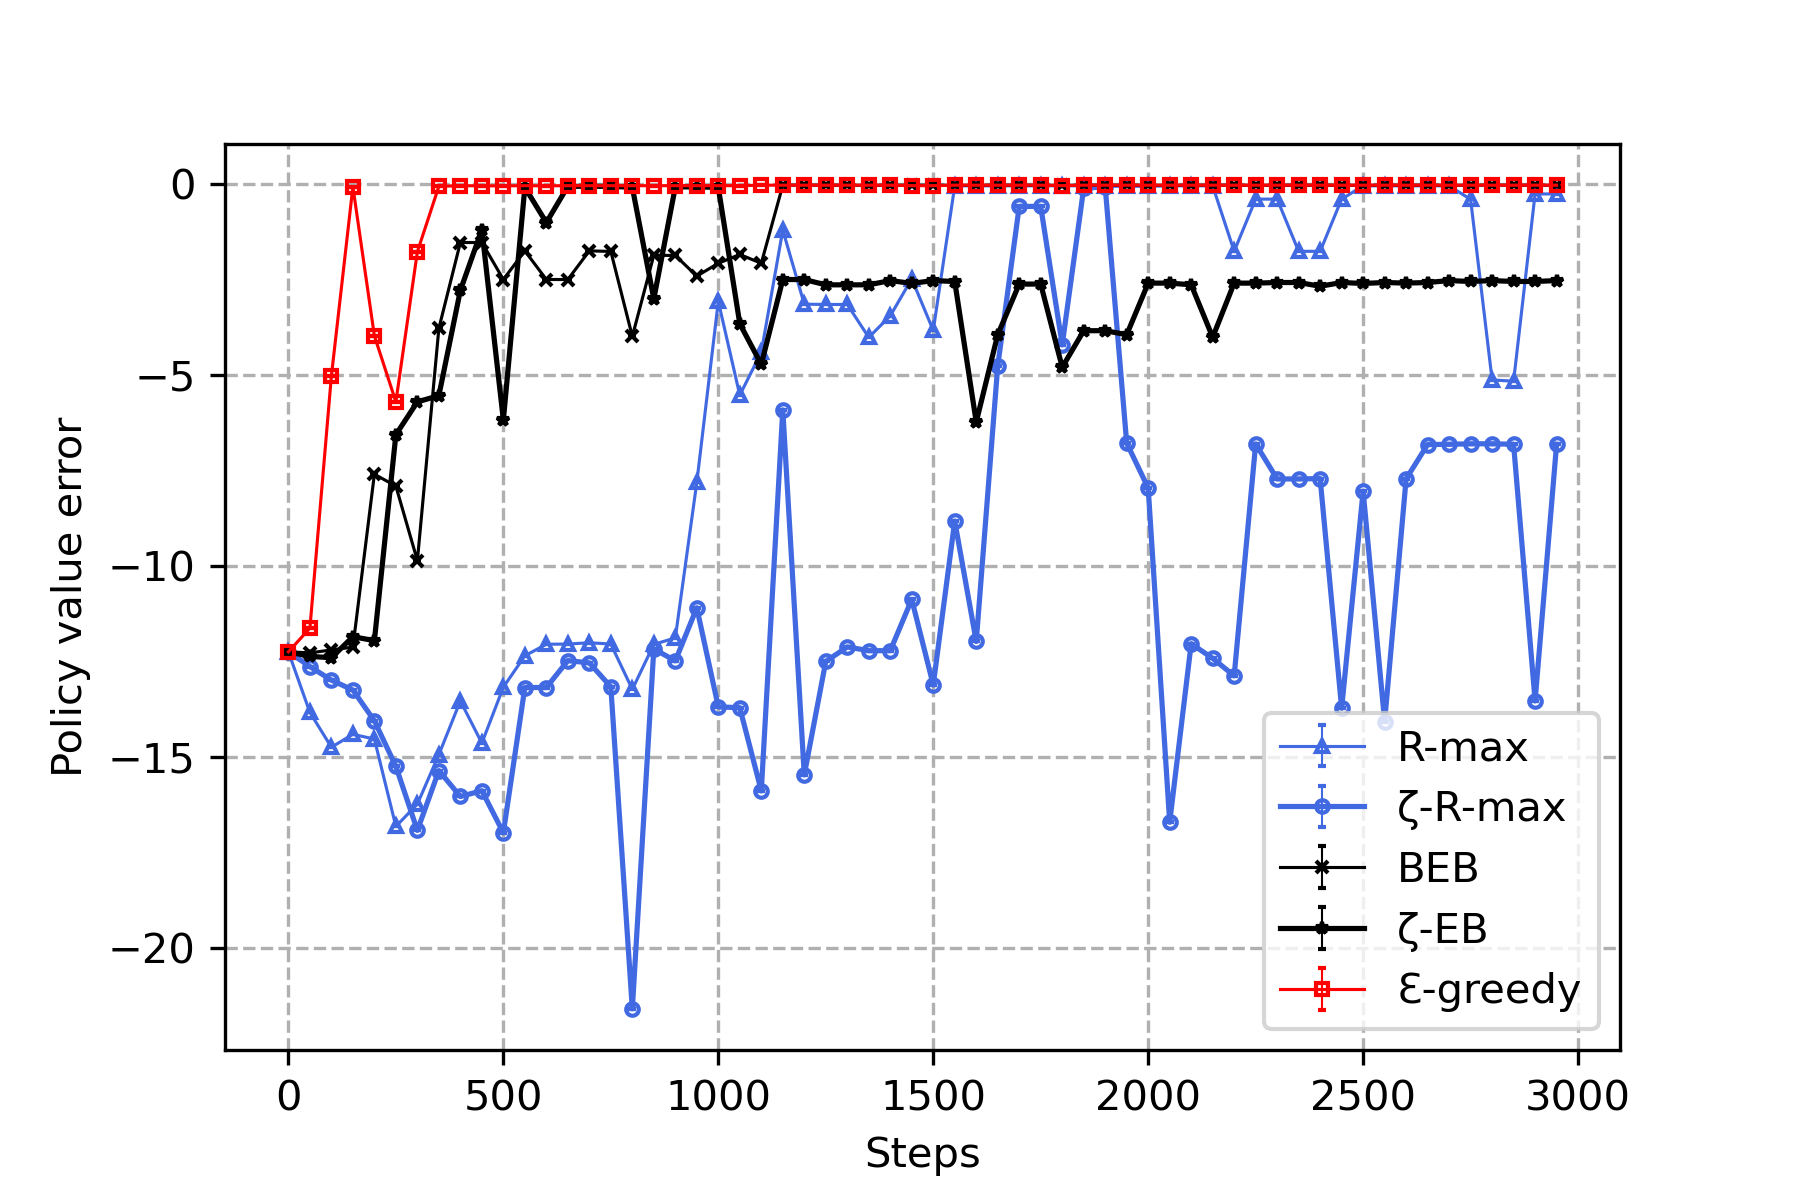 Policy value error
0
−5
−10
−15
−20
0 500 1000 1500 2000 2500 3000
Steps
R-max
ζ-R-max
BEB
ζ-EB
Ɛ-greedy